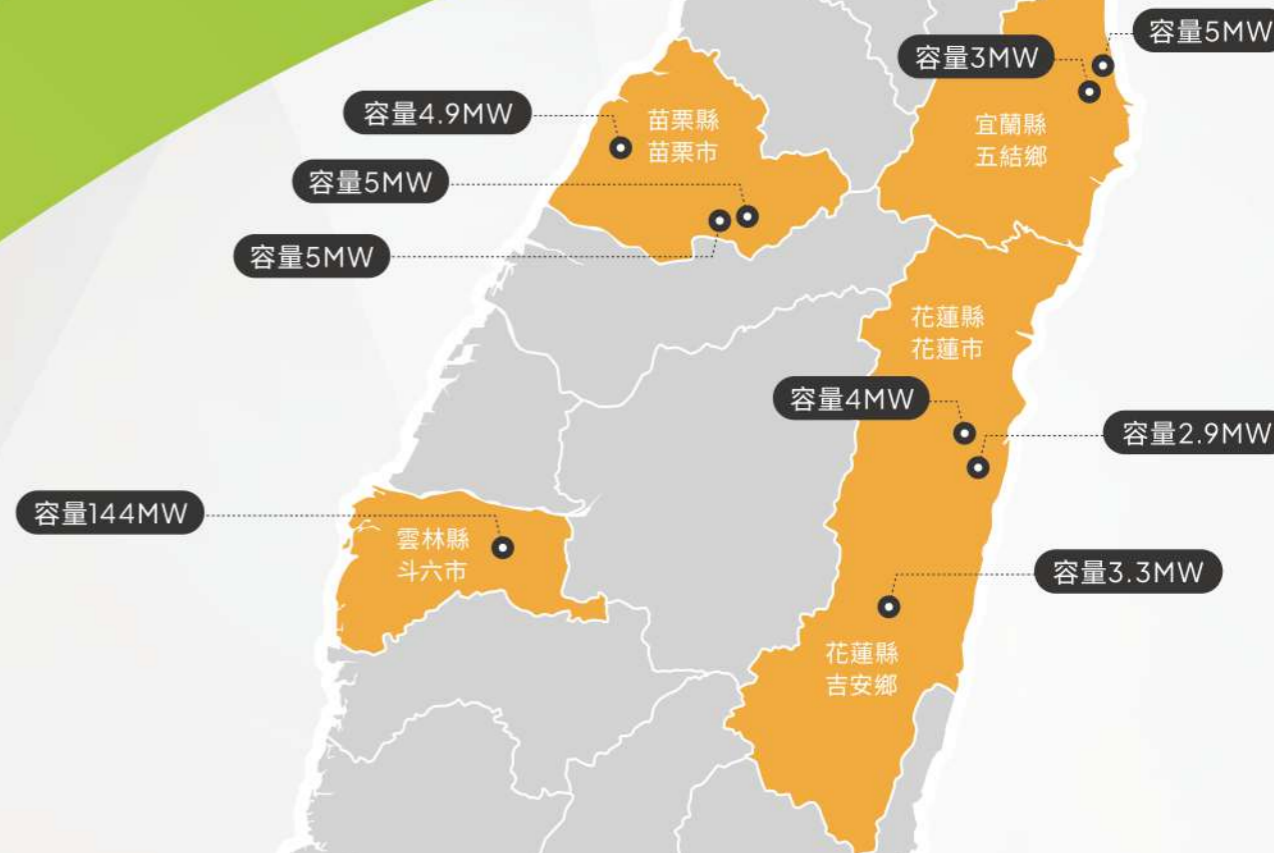 容量5MW
容量3MW
容量4.9MW
苗栗縣
苗栗市
宜蘭縣
五結鄉
容量5MW
容量5MW
花蓮縣
花蓮市
容量4MW
容量2.9MW
容量144MW
雲林縣
斗六市
容量3.3MW
花蓮縣
吉安鄉